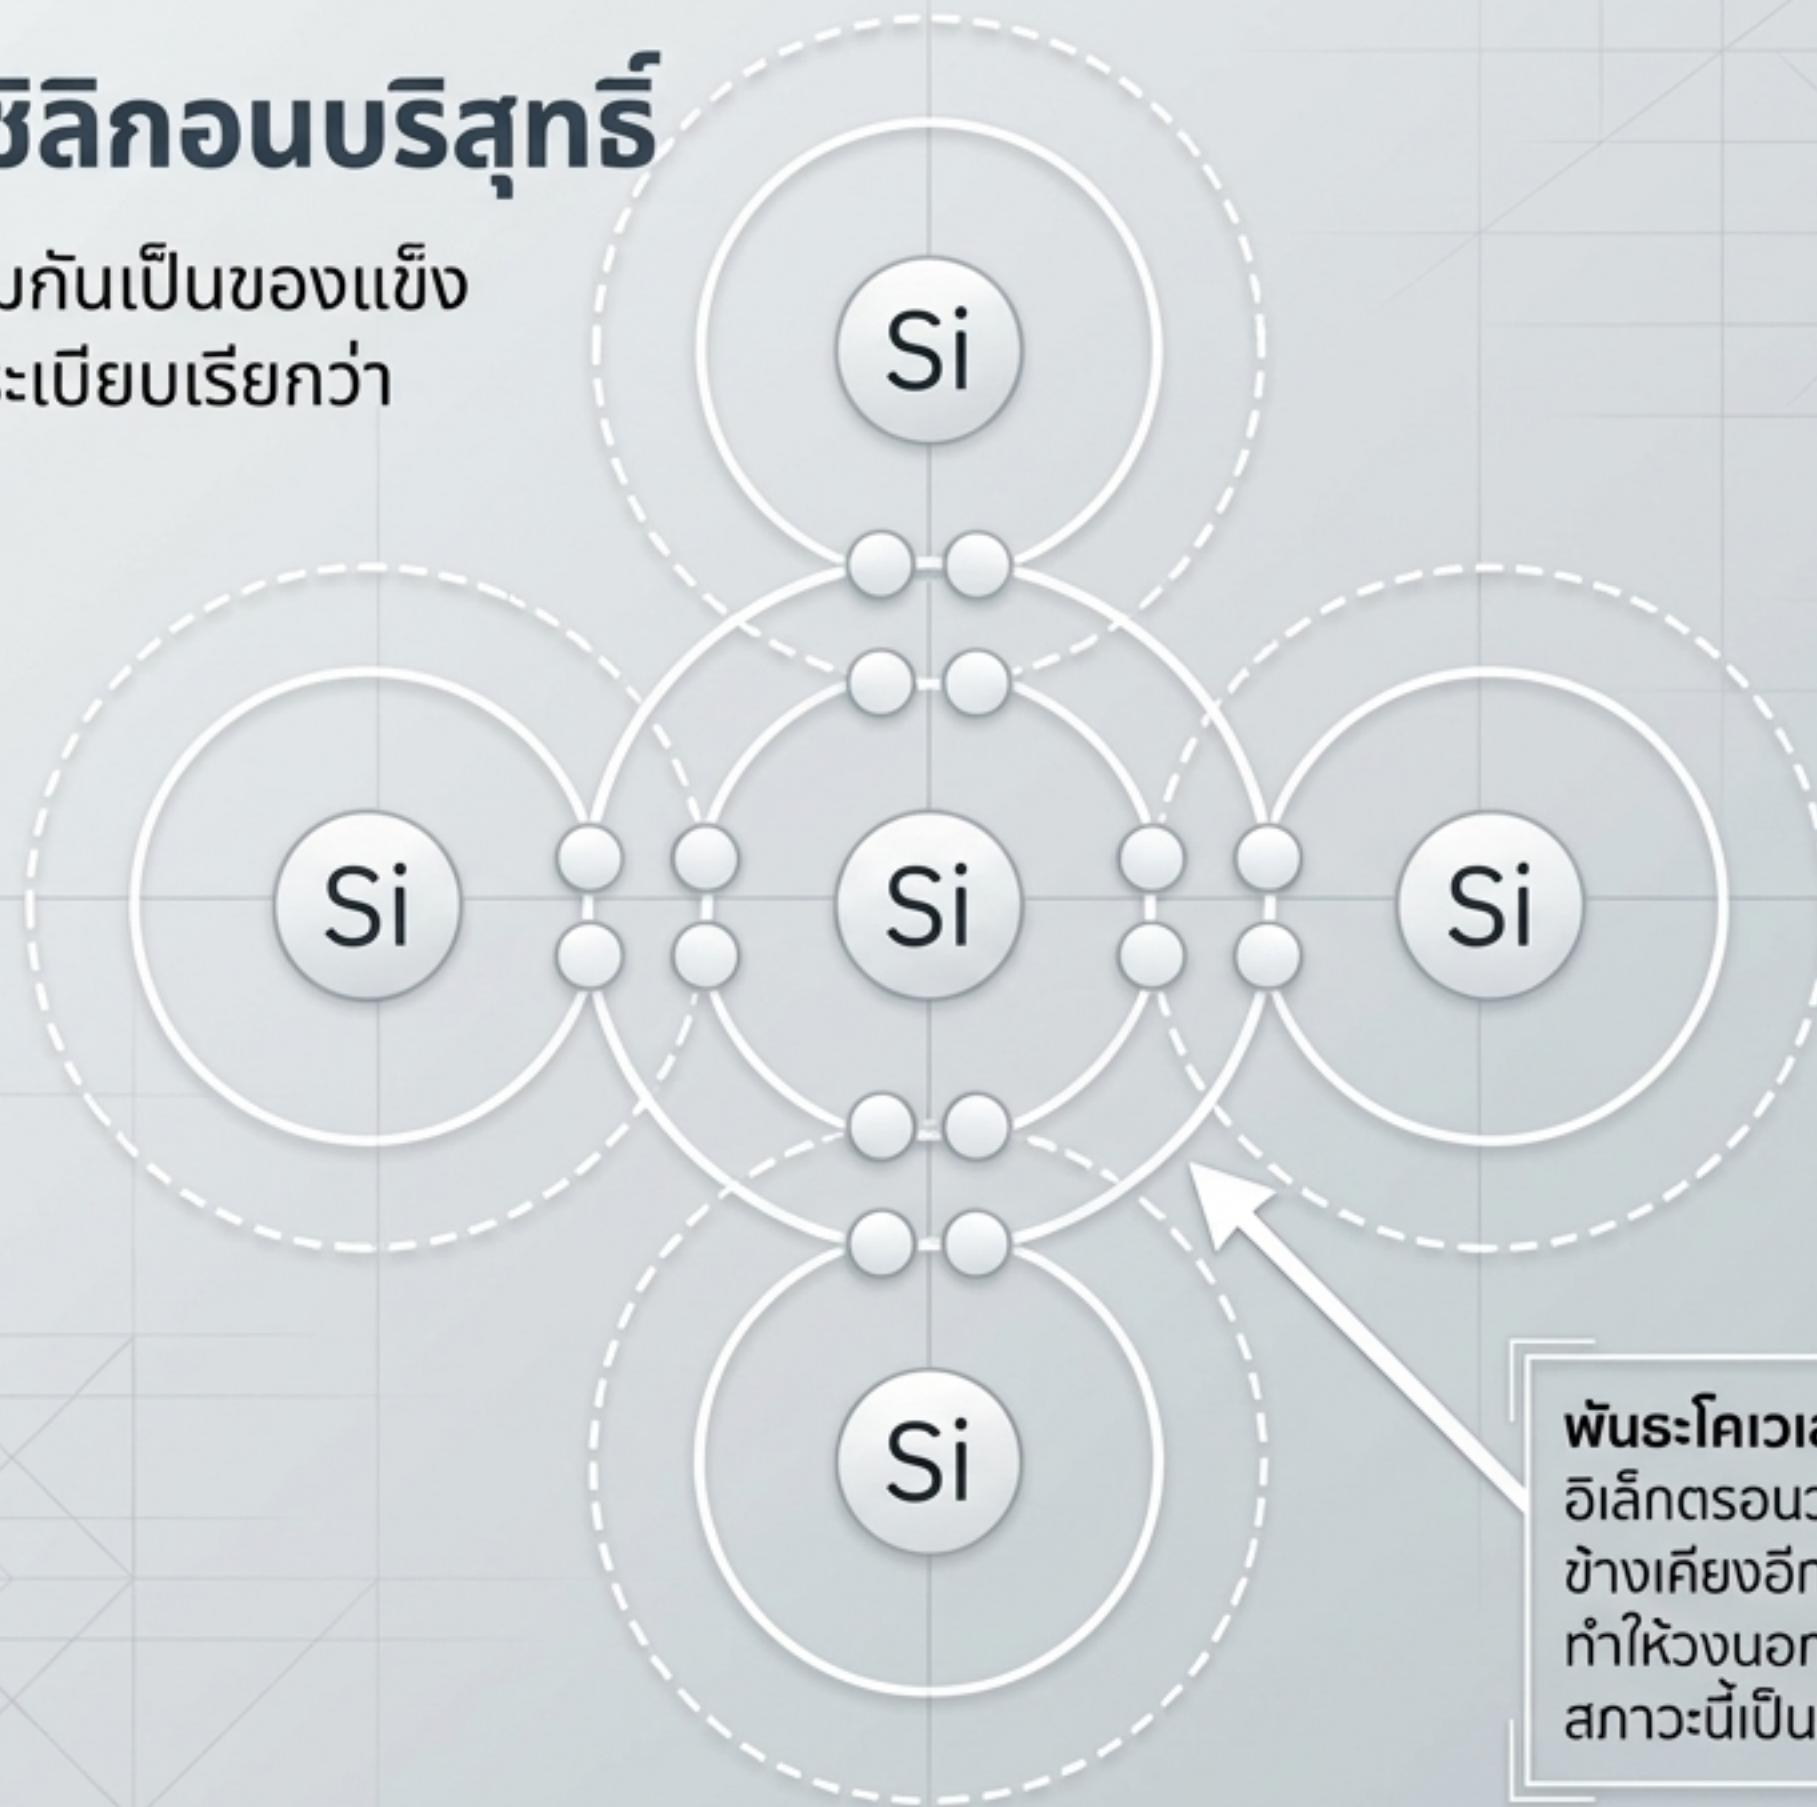 ซิลิกอนบริสุทธิ์
มกันเป็นของแข็ง
ระเบียบเรียกว่า
Si
Si Si Si
Si
พันธะโคเวเล
อิเล็กตรอนว
ข้างเคียงอีก
ทำให้วงนอก
สภาวะนี้เป็น